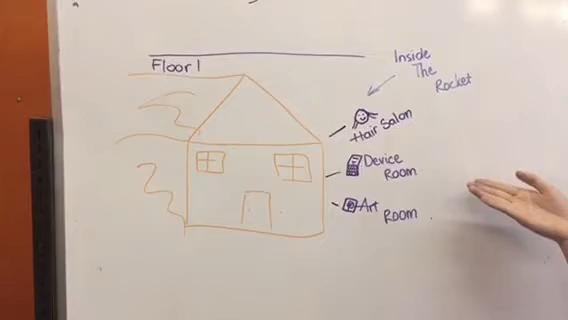 Floor 1
Inside
The
Rocket
Hair Salon
Device
Room
Art
Room